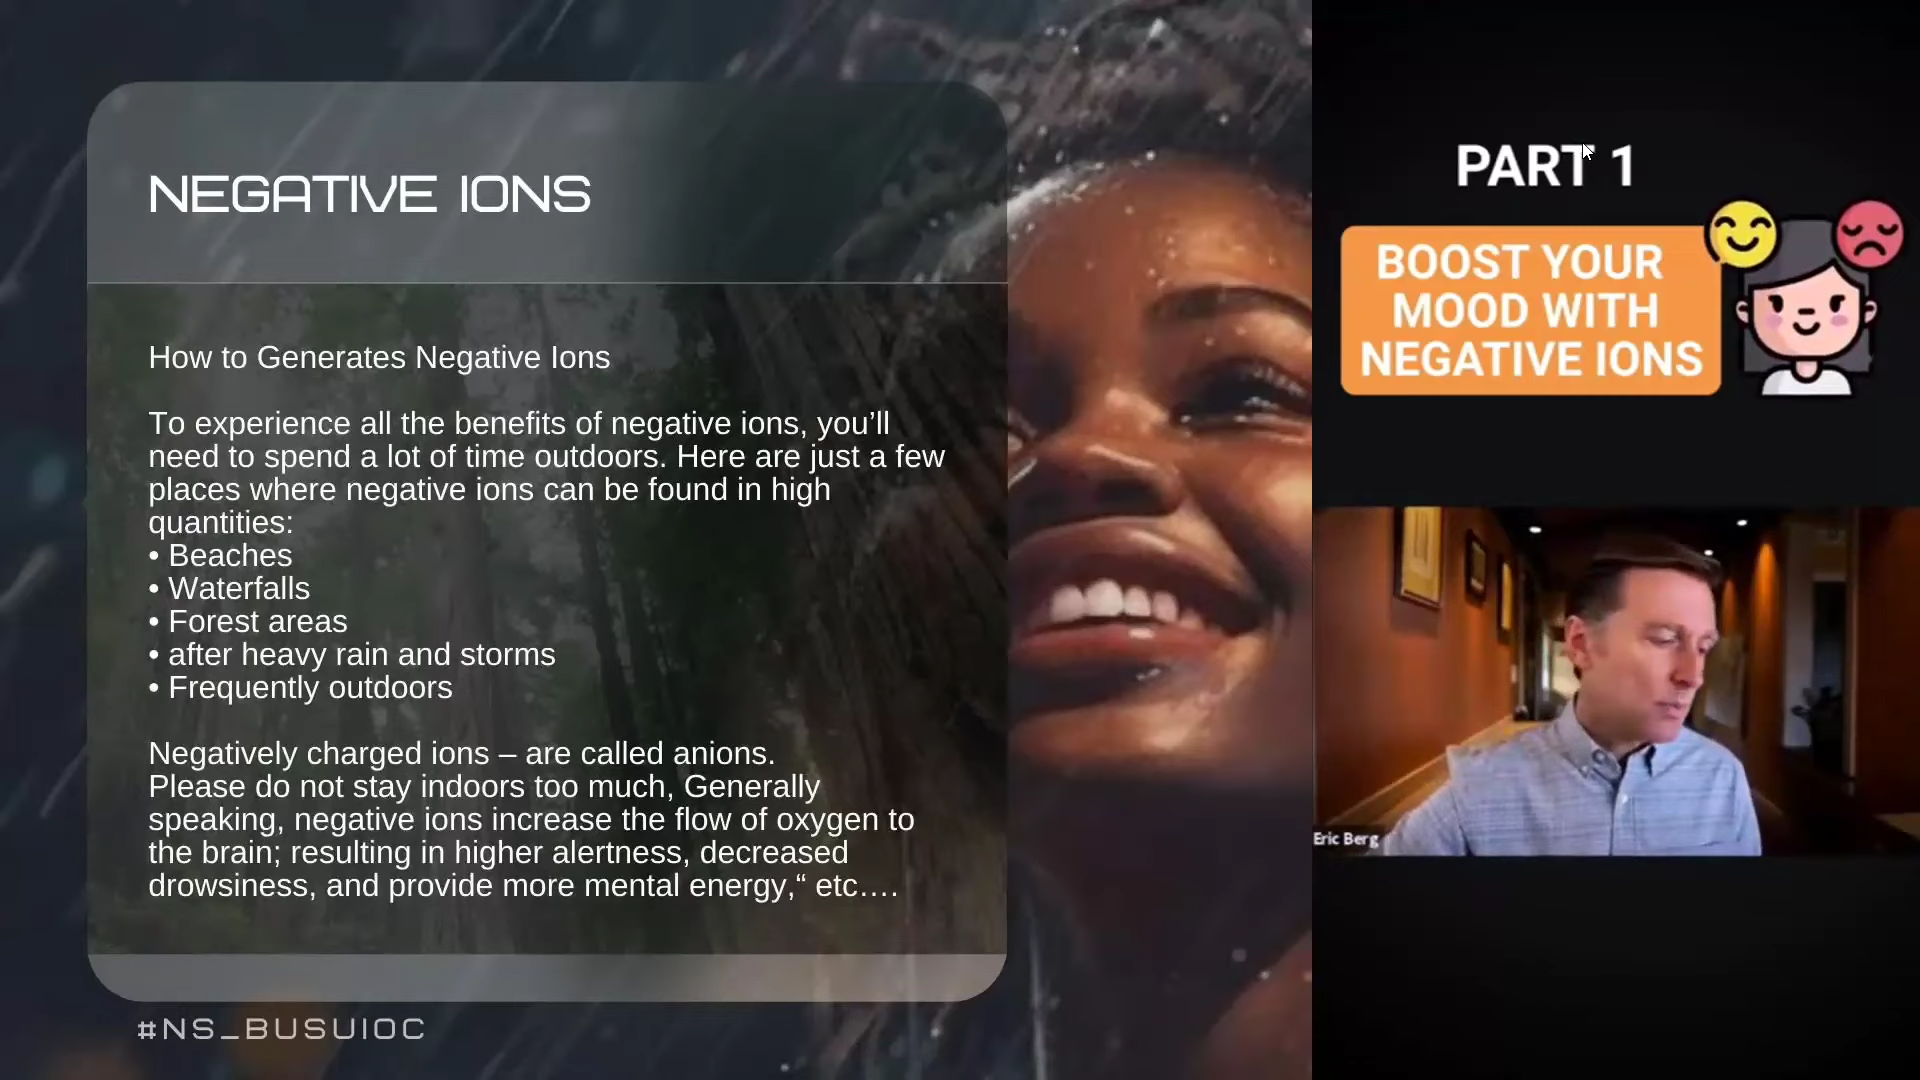 NEGATIVE IONS
How to Generates Negative Ions
To experience all the benefits of negative ions, you’ll
need to spend a lot of time outdoors. Here are just a few
places where negative ions can be found in high
quantities:
• Beaches
• Waterfalls
• Forest areas
• after heavy rain and storms
• Frequently outdoors
Negatively charged ions – are called anions.
Please do not stay indoors too much, Generally
speaking, negative ions increase the flow of oxygen to
the brain; resulting in higher alertness, decreased
drowsiness, and provide more mental energy,“ etc….
#NS_BUSUIOC
PART 1
BOOST YOUR
MOOD WITH
NEGATIVE IONS
Eric Berg